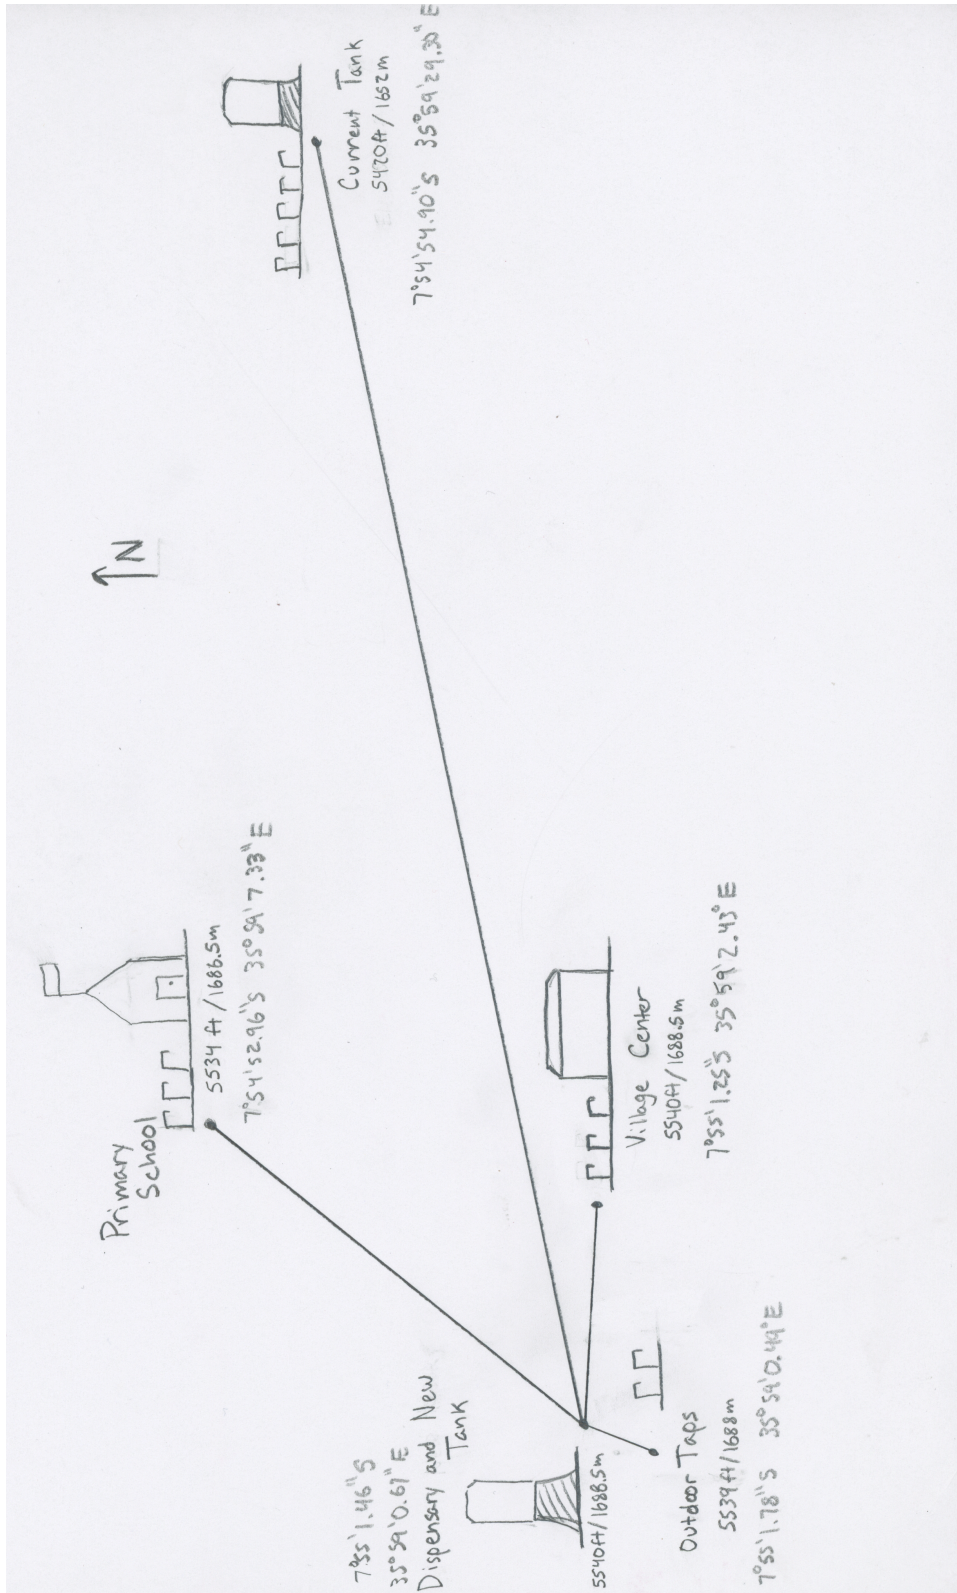 N
Primary
School
5534 ft/1686.5m
7°54'52.96"S 35°59'7.33"E
Current Tank
5420ft/1652m
7°54'54.90"S 35°59'29.30"E
7°55'1.46"S
35°59'0.67"E
Dispensary and New
Tank
5540ft/1688.5m
Village Center
5540ft/1688.5m
7°55'1.25"S 35°59'2.43"E
Outdoor Taps
5539ft/1688m
7°55'1.78"S 35°59'0.49"E